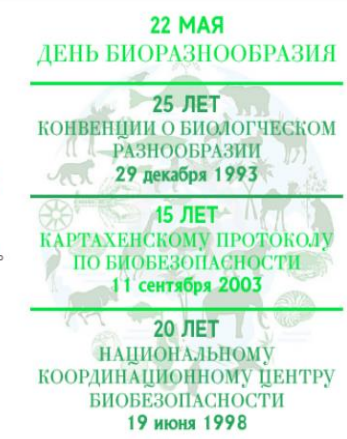 22 МАЯ
ДЕНЬ БИОРАЗНООБРАЗИЯ
25 ЛЕТ
КОНВЕНЦИИ О БИОЛОГЧЕСКОМ
РАЗНООБРАЗИИ
29 декабря 1993
15 ЛЕТ
КАРТАХЕНСКОМУ ПРОТОКОЛУ
ПО БИОБЕЗОПАСНОСТИ
11 сентября 2003
20 ЛЕТ
НАЦИОНАЛЬНОМУ
КООРДИНАЦИОННОМУ ЦЕНТРУ
БИОБЕЗОПАСНОСТИ
19 июня 1998